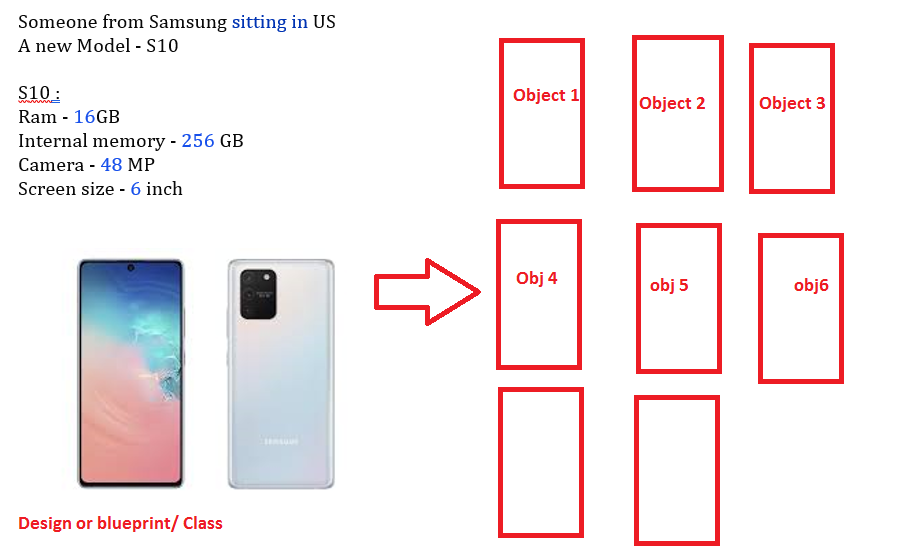 Someone from Samsung sitting in US
A new Model - S10
S10 :
Ram - 16GB
Internal memory - 256 GB
Camera - 48 MP
Screen size - 6 inch
Object 1
Object 2
Object 3
Obj 4
obj 5
obj6
SAMSUNG
Design or blueprint/ Class